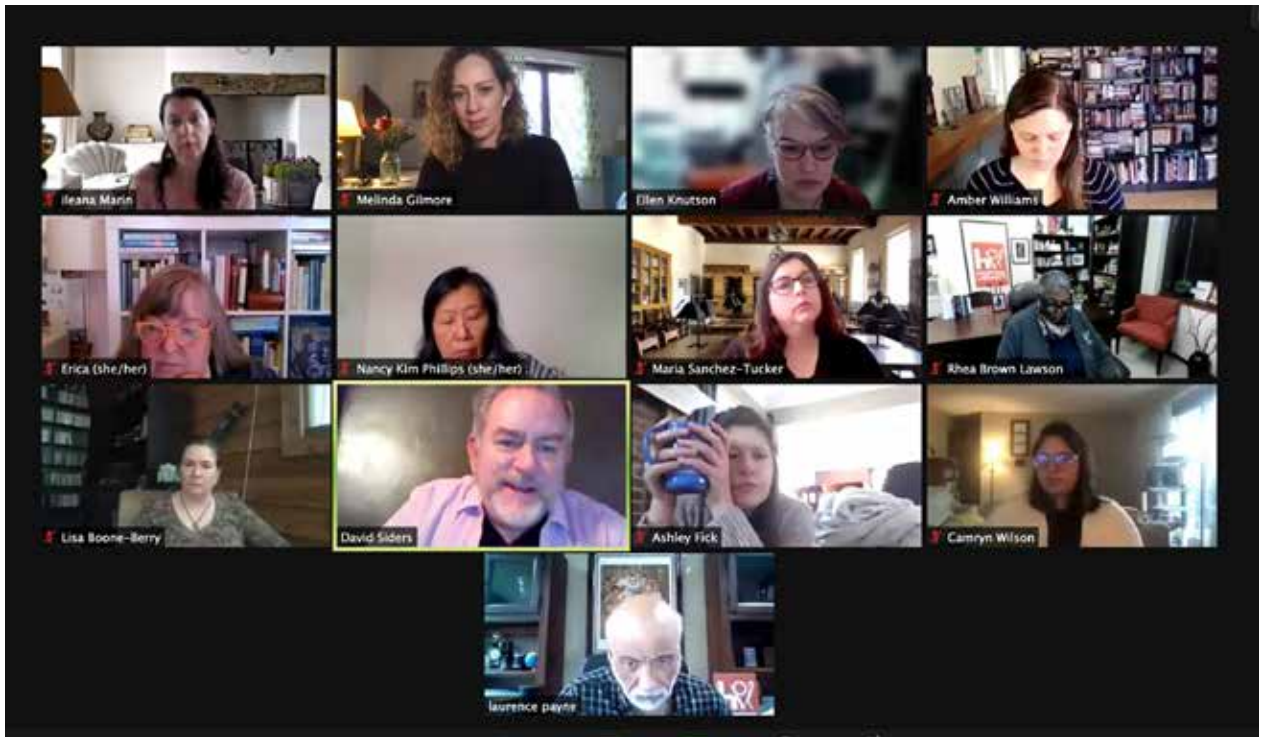 ileana Marin
Melinda Gilmore
Ellen Knutson
Amber Williams
Erica (she/her)
Nancy Kim Phillips (she/her)
Maria Sanchez-Tucker
Rhea Brown Lawson
Lisa Boone-Berry
David Siders
Ashley Fick
Camryn Wilson
laurence payne